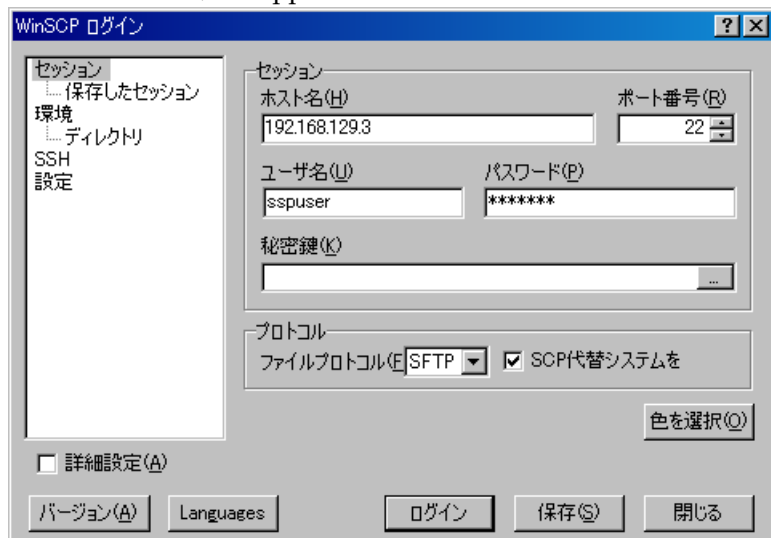 WinSCP ログイン
セッション
保存したセッション
環境
ディレクトリ
SSH
設定
セッション
ホスト名(H)
ポート番号(R)
192.168.129.3
22
ユーザ名(U)
パスワード(P)
sspuser
*******
秘密鍵(K)
...
プロトコル
ファイルプロトコル(F
SFTP
SCP代替システムを
色を選択(O)
詳細設定(A)
バージョン(A)
Languages
ログイン
保存(S)
閉じる